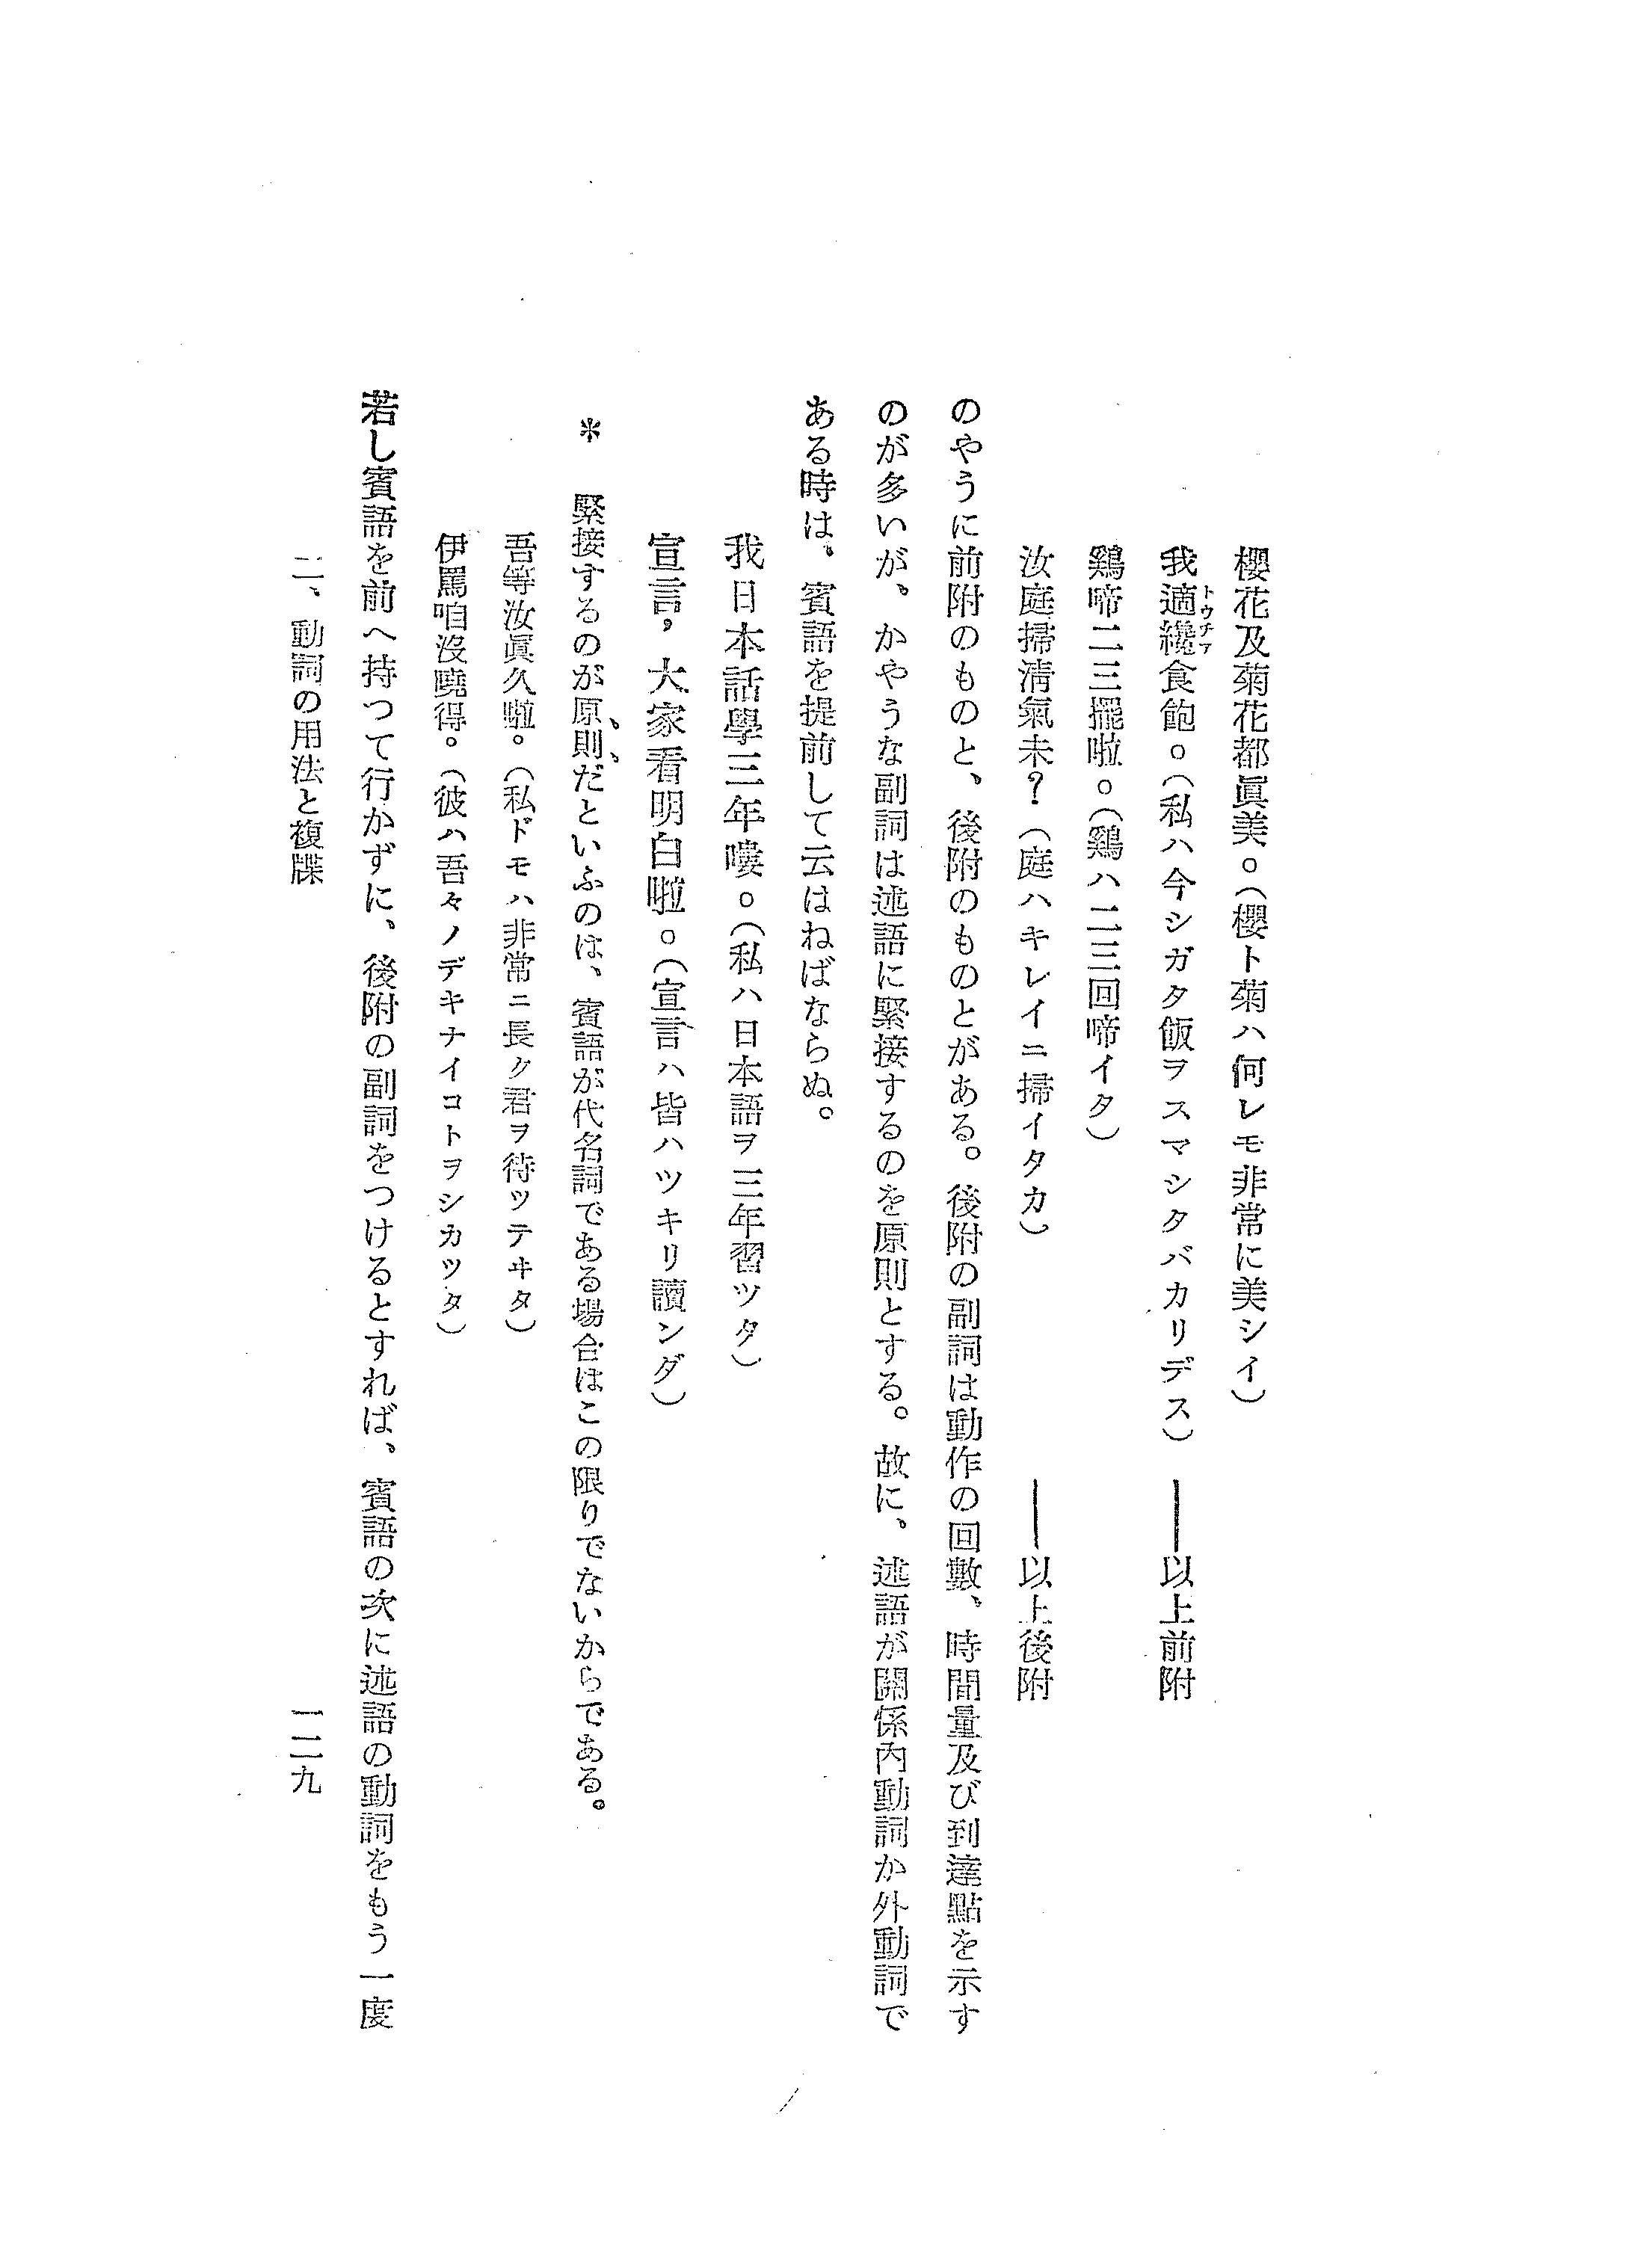 櫻花及菊花都眞美。（櫻ト菊ハ何レモ非常に美シイ）
我適纔食飽。（私ハ今シガタ飯ヲスマシタバカリデス）　——以上前附
トウチァ
鷄啼二三擺啦。（鷄ハ二三回啼イタ）
汝庭掃淸氣未？（庭ハキレイニ掃イタカ）　——以上後附
のやうに前附のものと、後附のものとがある。後附の副詞は動作の回數、時間量及び到達點を示す
のが多いが、かやうな副詞は述語に緊接するのを原則とする。故に、述語が關係內動詞か外動詞で
ある時は、賓語を提前して云はねばならぬ。
我日本話學三年嘍。（私ハ日本語ヲ三年習ツタ）
宣言，大家看明白啦。（宣言ハ皆ハツキリ讀ンダ）
＊　緊接するのが原則だといふのは、賓語が代名詞である場合はこの限りでないからである。
吾等汝眞久啦。（私ドモハ非常ニ長ク君ヲ待ツテヰタ）
伊罵咱沒曉得。（彼ハ吾々ノデキナイコトヲシカツタ）
若し賓語を前へ持つて行かずに、後附の副詞をつけるとすれば、賓語の次に述語の動詞をもう一度
二、動詞の用法と複牒
一二九